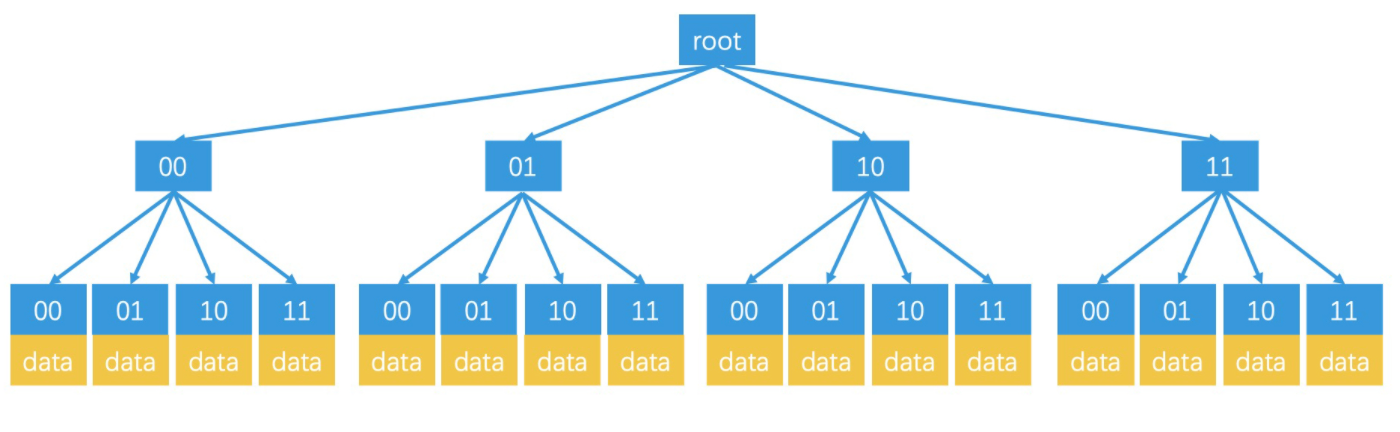 root
00 01 10 11
00 01 10 11 00 01 10 11 00 01 10 11 00 01 10 11
data data data data data data data data data data data data data data data data